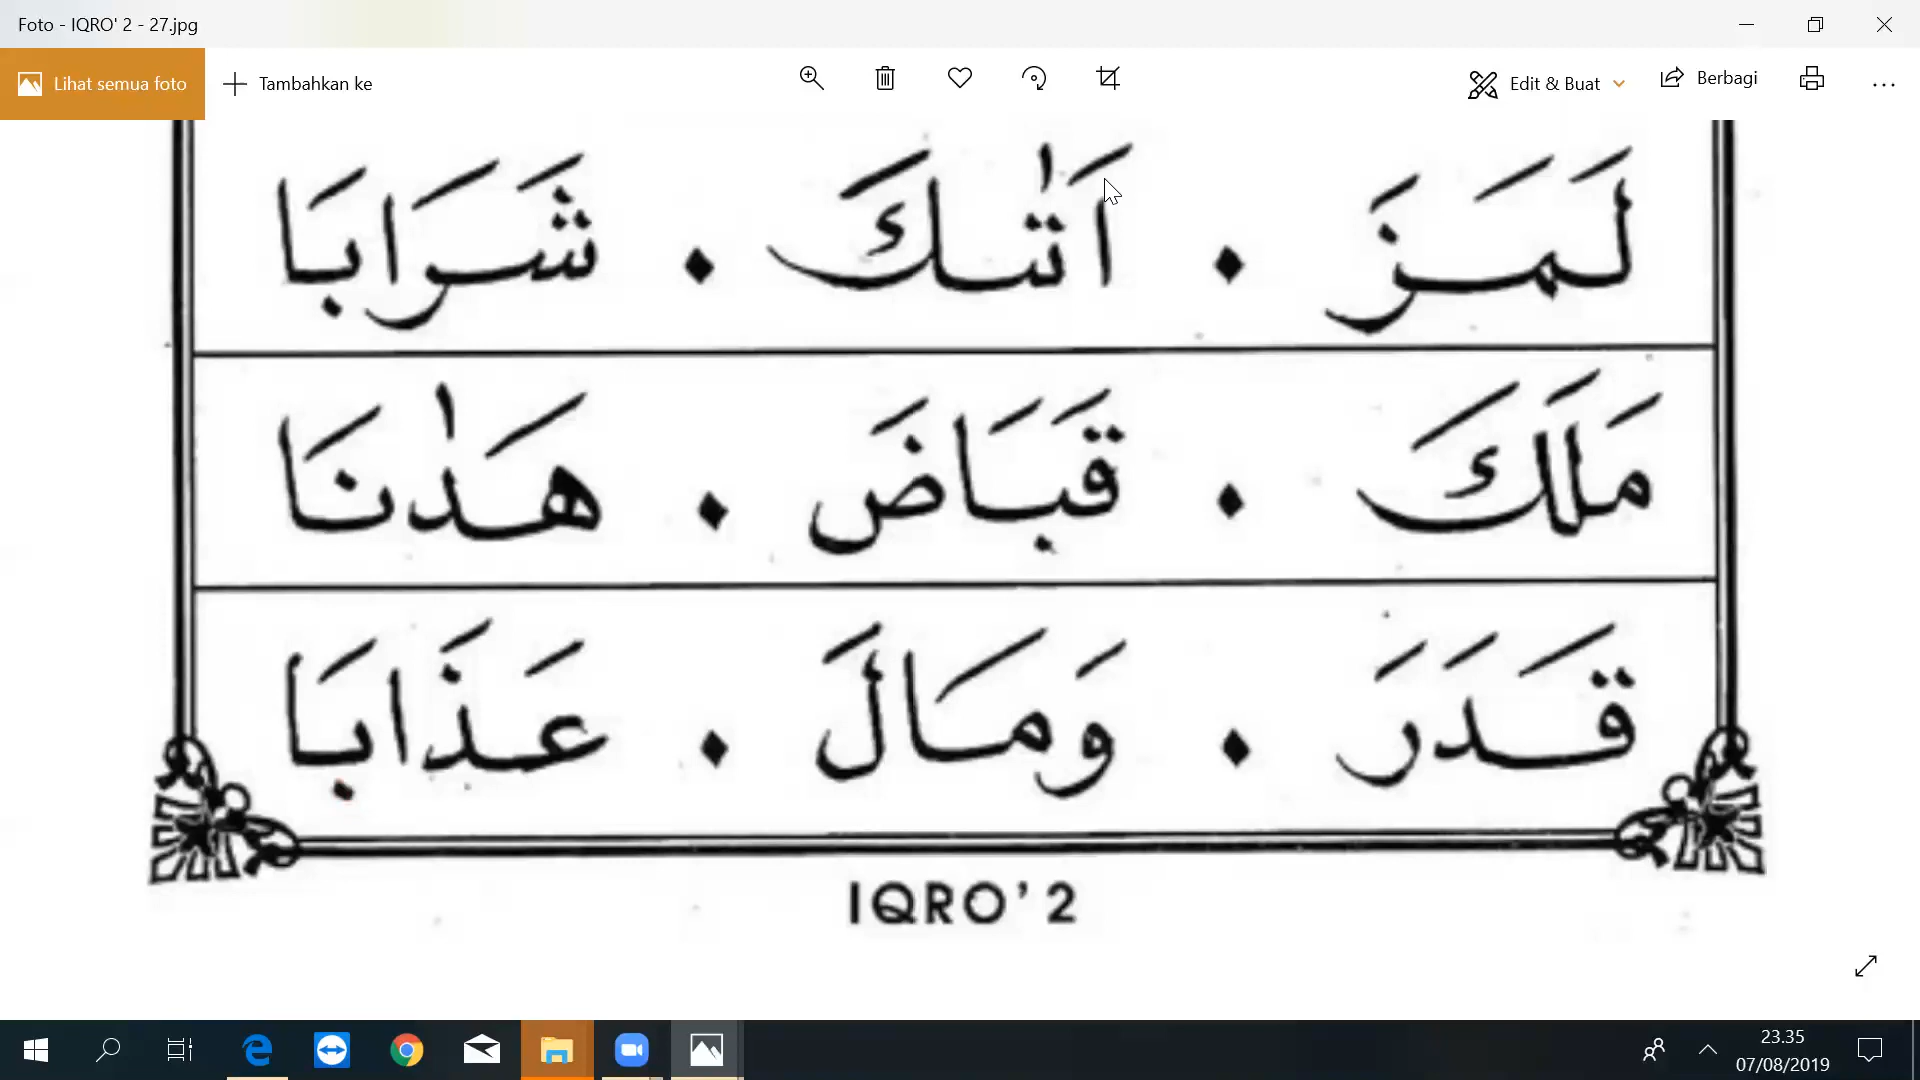 Foto - IQRO' 2 - 27.jpg
Lihat semua foto
Tambahkan ke
Edit & Buat
Berbagi
لَمَزَ . اَتٰىكَ . شَرَابَا
مَلَكَ . قَبَاضَ . هَدٰنَا
قَدَرَ . وَمَالَ . عَذَابَا
IQRO’2
23.35
07/08/2019